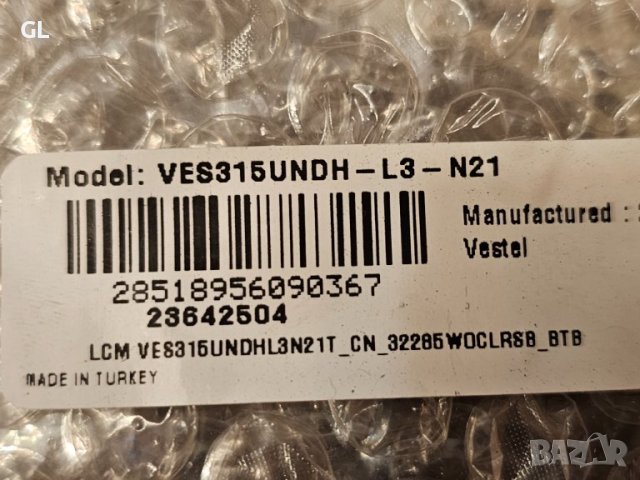 GL
Model: VES315UNDH-L3-N21
Manufactured :
Vestel
28518956090367
23642504
LCM VES315UNDHL3N21T_CN_32285WOCLRSB_BTB
MADE IN TURKEY
BAZAR